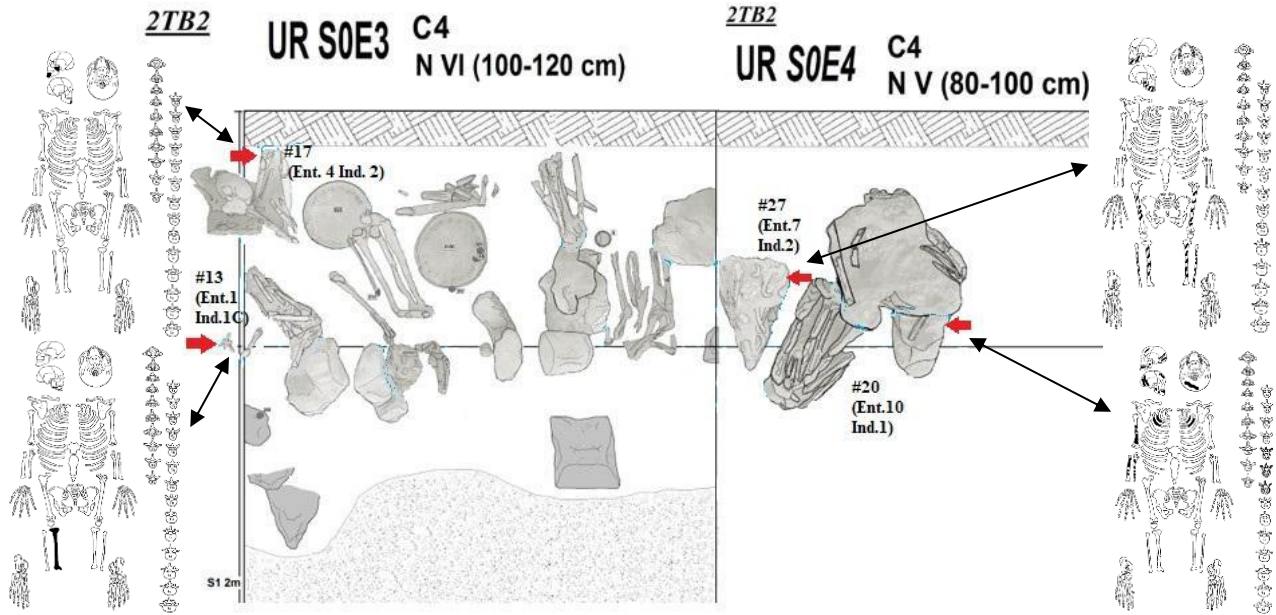 2TB2
UR S0E3
C4
N VI (100-120 cm)
2TB2
UR S0E4
C4
N V (80-100 cm)
#17
(Ent. 4 Ind. 2)
#27
(Ent.7
Ind.2)
#13
(Ent.1
Ind.1C)
#20
(Ent.10
Ind.1)
S1 2m